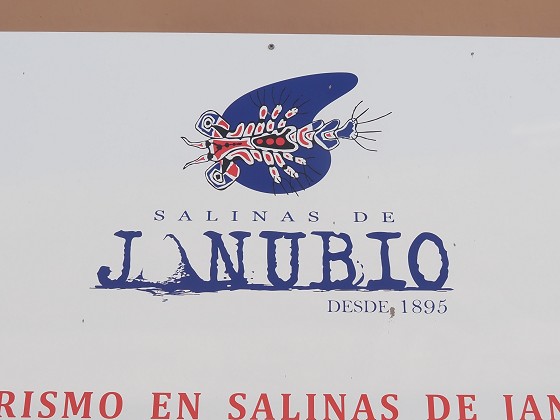 SALINAS DE
JANUBIO
DESDE 1895
RISMO EN SALINAS DE JAN